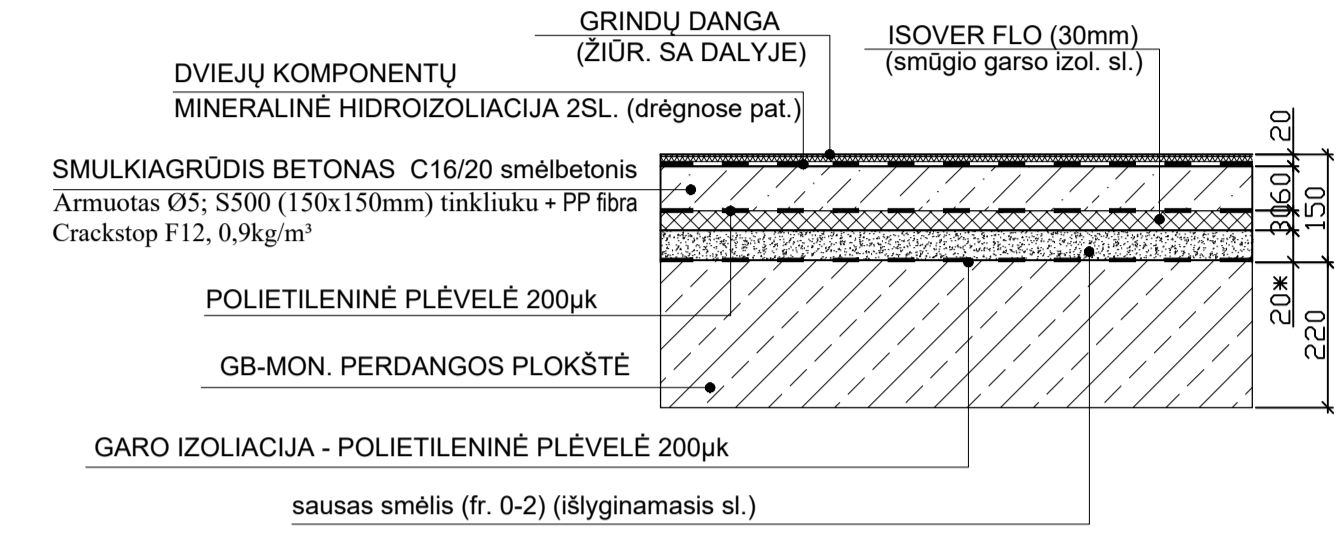 GRINDŲ DANGA
(ŽIŪR. SA DALYJE)
ISOVER FLO (30mm)
(smūgio garso izol. sl.)
DVIEJŲ KOMPONENTŲ
MINERALINĖ HIDROIZOLIACIJA 2SL. (drėgnose pat.)
SMULKIAGRŪDIS BETONAS C16/20 smėlbetonis
Armuotas Ø5; S500 (150x150mm) tinkliuku + PP fibra
Crackstop F12, 0,9kg/m³
POLIETILENINĖ PLĖVELĖ 200µk
GB-MON. PERDANGOS PLOKŠTĖ
GARO IZOLIACIJA - POLIETILENINĖ PLĖVELĖ 200µk
sausas smėlis (fr. 0-2) (išlyginamasis sl.)
20
60
30
20*
150
220